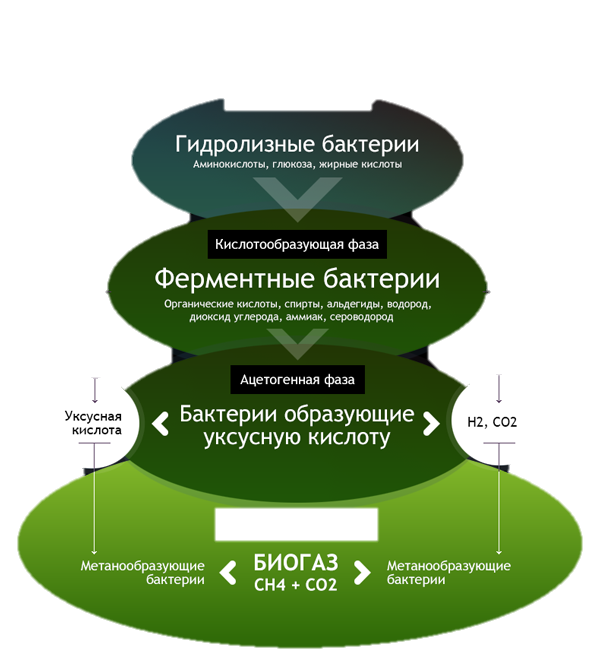 Гидролизные бактерии
Аминокислоты, глюкоза, жирные кислоты
Кислотообразующая фаза
Ферментные бактерии
Органические кислоты, спирты, альдегиды, водород,
диоксид углерода, аммиак, сероводород
Ацетогенная фаза
Уксусная
кислота
Бактерии образующие
уксусную кислоту
H2, CO2
Метанообразующие
бактерии
БИОГАЗ
CH4 + CO2
Метанообразующие
бактерии